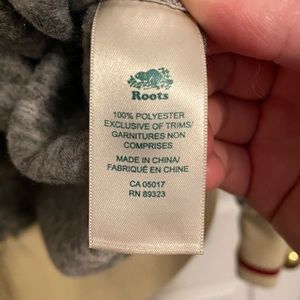 Roots
100% POLYESTER
EXCLUSIVE OF TRIMS/
GARNITURES NON
COMPRISES
MADE IN CHINA/
FABRIQUÉ EN CHINE
CA 05017
RN 89323